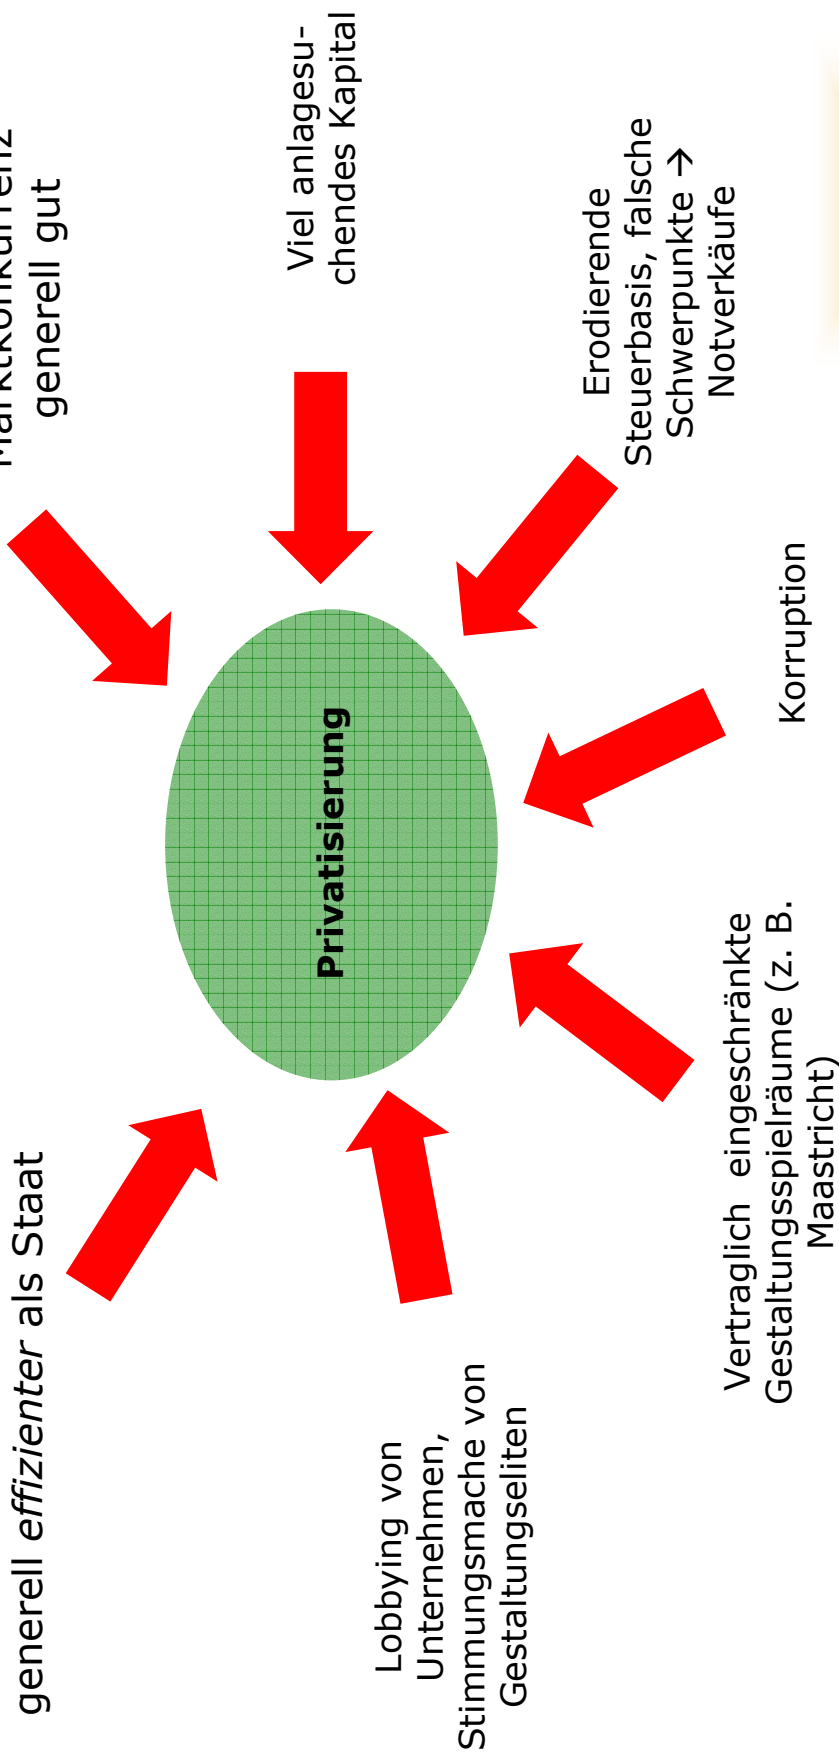 generell effizienter als Staat
generell gut
Viel anlagesu-
chendes Kapital
Lobbying von
Unternehmen,
Stimmungsmache von
Gestaltungseliten
Privatisierung
Erodierende
Steuerbasis, falsche
Schwerpunkte →
Notverkäufe
Vertraglich eingeschränkte
Gestaltungsspielräume (z. B.
Maastricht)
Korruption